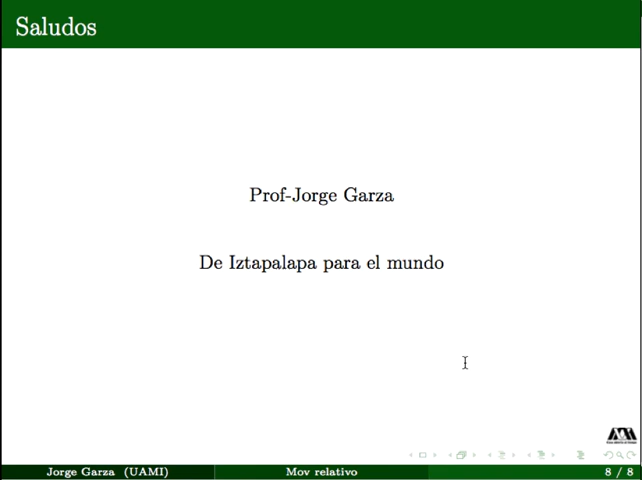 Saludos
Prof-Jorge Garza
De Iztapalapa para el mundo
Jorge Garza (UAMI)
Mov relativo
8 / 8